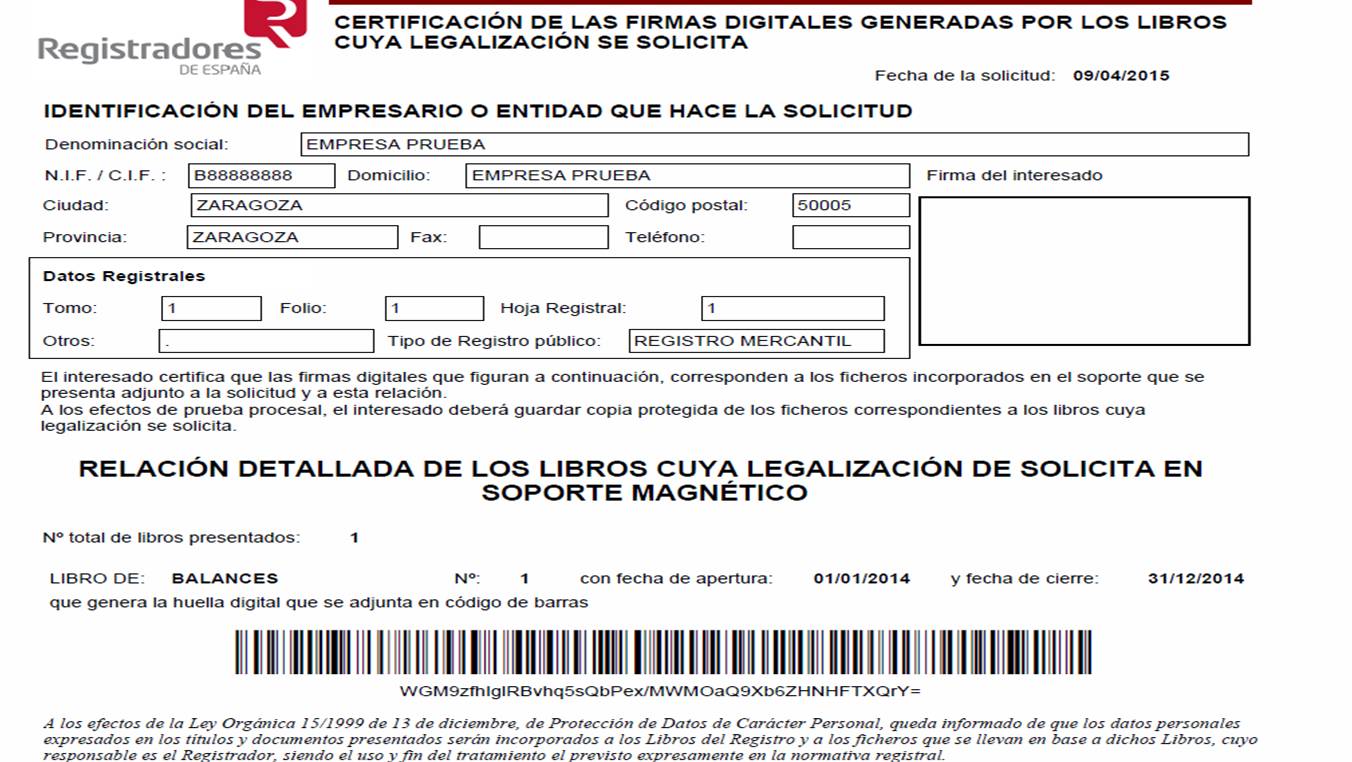 Registradores
DE ESPAÑA
CERTIFICACIÓN DE LAS FIRMAS DIGITALES GENERADAS POR LOS LIBROS
CUYA LEGALIZACIÓN SE SOLICITA
Fecha de la solicitud: 09/04/2015
IDENTIFICACIÓN DEL EMPRESARIO O ENTIDAD QUE HACE LA SOLICITUD
Denominación social: EMPRESA PRUEBA
N.I.F. / C.I.F. : B88888888 Domicilio: EMPRESA PRUEBA Firma del interesado
Ciudad: ZARAGOZA Código postal: 50005
Provincia: ZARAGOZA Fax: Teléfono:
Datos Registrales
Tomo: 1 Folio: 1 Hoja Registral: 1
Otros: . Tipo de Registro público: REGISTRO MERCANTIL
El interesado certifica que las firmas digitales que figuran a continuación, corresponden a los ficheros incorporados en el soporte que se
presenta adjunto a la solicitud y a esta relación.
A los efectos de prueba procesal, el interesado deberá guardar copia protegida de los ficheros correspondientes a los libros cuya
legalización se solicita.
RELACIÓN DETALLADA DE LOS LIBROS CUYA LEGALIZACIÓN DE SOLICITA EN
SOPORTE MAGNÉTICO
Nº total de libros presentados: 1
LIBRO DE: BALANCES Nº: 1 con fecha de apertura: 01/01/2014 y fecha de cierre: 31/12/2014
que genera la huella digital que se adjunta en código de barras
WGM9zfhIgIRBvhq5sQbPex/MWMOaQ9Xb6ZHNHFTXQrY=
A los efectos de la Ley Orgánica 15/1999 de 13 de diciembre, de Protección de Datos de Carácter Personal, queda informado de que los datos personales
expresados en los títulos y documentos presentados serán incorporados a los Libros del Registro y a los ficheros que se llevan en base a dichos Libros, cuyo
responsable es el Registrador, siendo el uso y fin del tratamiento el previsto expresamente en la normativa registral.